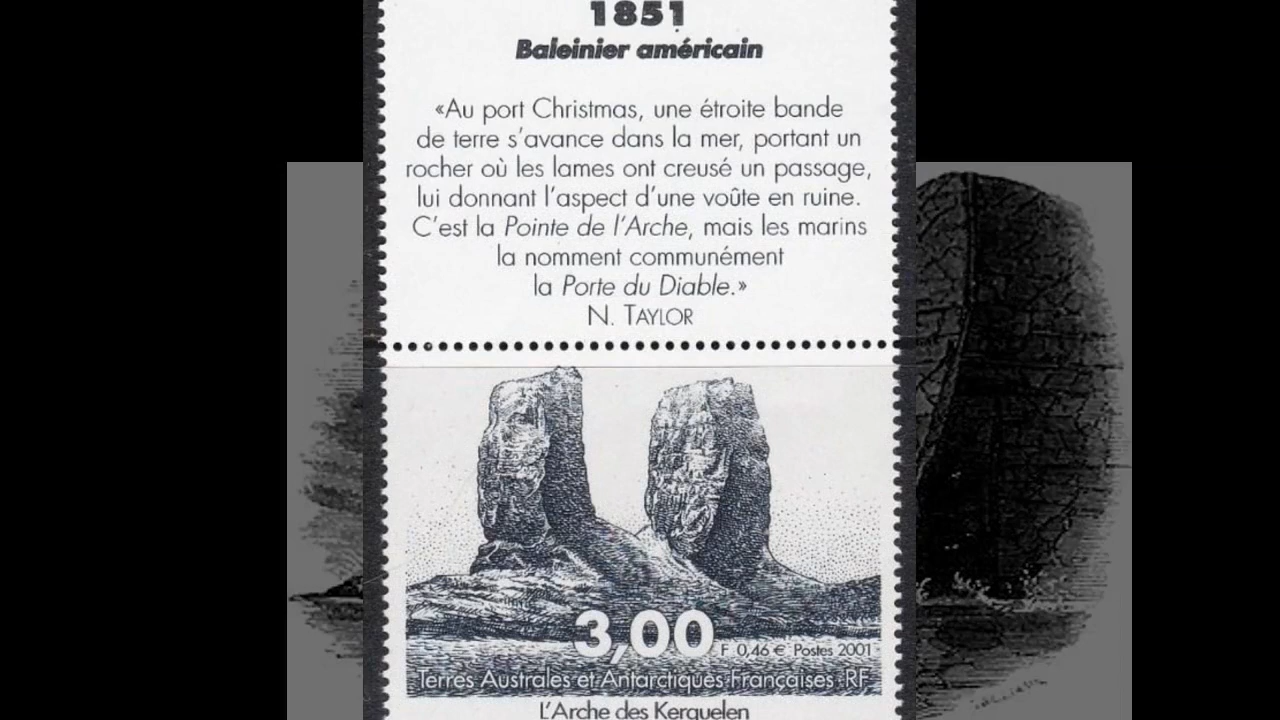 1851
Baleinier américain
«Au port Christmas, une étroite bande
de terre s'avance dans la mer, portant un
rocher où les lames ont creusé un passage,
lui donnant l'aspect d'une voûte en ruine.
C'est la Pointe de l'Arche, mais les marins
la nomment communément
la Porte du Diable.»
N. TAYLOR
3,00 F 0,46 € Postes 2001
Terres Australes et Antarctiques Françaises RF
L'Arche des Kerguelen